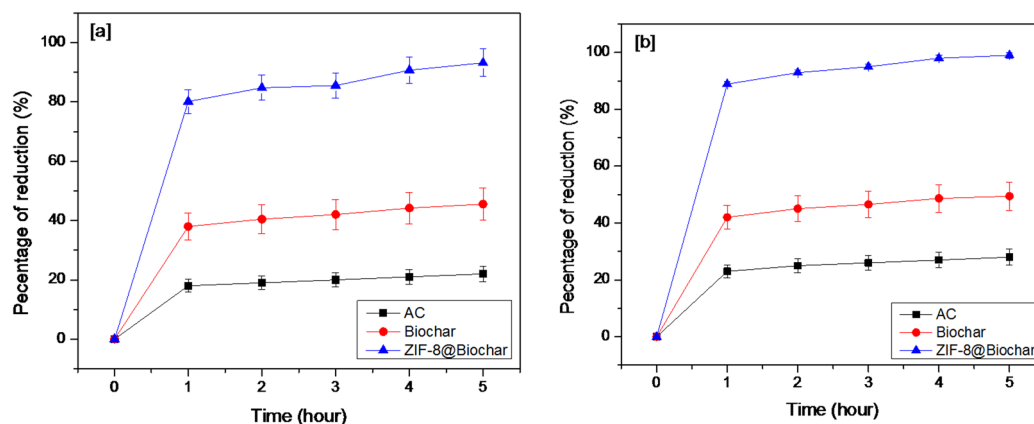 [a]
Pecentage of reduction (%)
100
80
60
40
20
0
AC
Biochar
ZIF-8@Biochar
0 1 2 3 4 5
Time (hour)
[b]
Pecentage of reduction (%)
100
80
60
40
20
0
AC
Biochar
ZIF-8@Biochar
0 1 2 3 4 5
Time (hour)